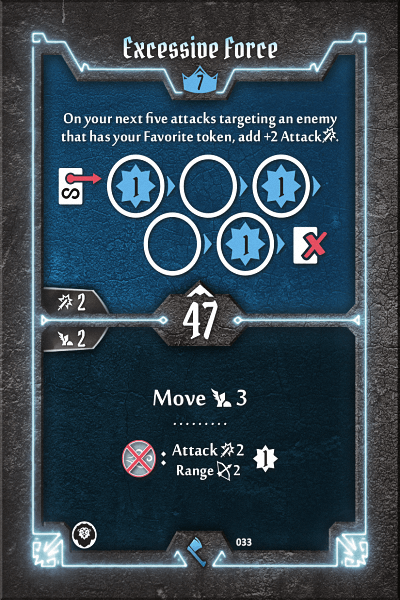 Excessive Force
7
On your next five attacks targeting an enemy
that has your Favorite token, add +2 Attack.
S 1 1
1
2
47
2
Move 3
.........
: Attack 2
Range 2
1
033